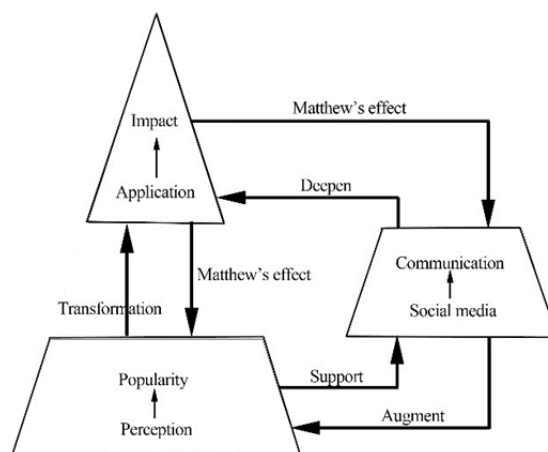 Impact
Matthew's effect
Application
Deepen
Matthew's effect
Communication
Transformation
Social media
Popularity
Support
Perception
Augment